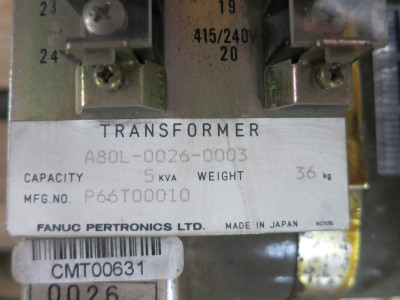 23 19
415/240V
24 20
TRANSFORMER
A80L-0026-0003
CAPACITY 5 KVA WEIGHT 36 kg
MFG.NO. P66T00010
FANUC PERTRONICS LTD. MADE IN JAPAN
CMT00631
0026